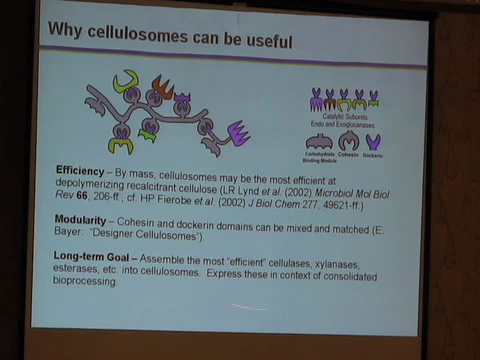 Why cellulosomes can be useful
Catalytic Subunits
Endo and Exoglucanases
Carbohydrate
Binding Module
Cohesin
Dockerin
Efficiency – By mass, cellulosomes may be the most efficient at
depolymerizing recalcitrant cellulose (LR Lynd et al. (2002) Microbiol Mol Biol
Rev 66, 206-ff., cf. HP Fierobe et al. (2002) J Biol Chem 277, 49621-ff.)
Modularity – Cohesin and dockerin domains can be mixed and matched (E.
Bayer: "Designer Cellulosomes").
Long-term Goal – Assemble the most "efficient" cellulases, xylanases,
esterases, etc. into cellulosomes. Express these in context of consolidated
bioprocessing.